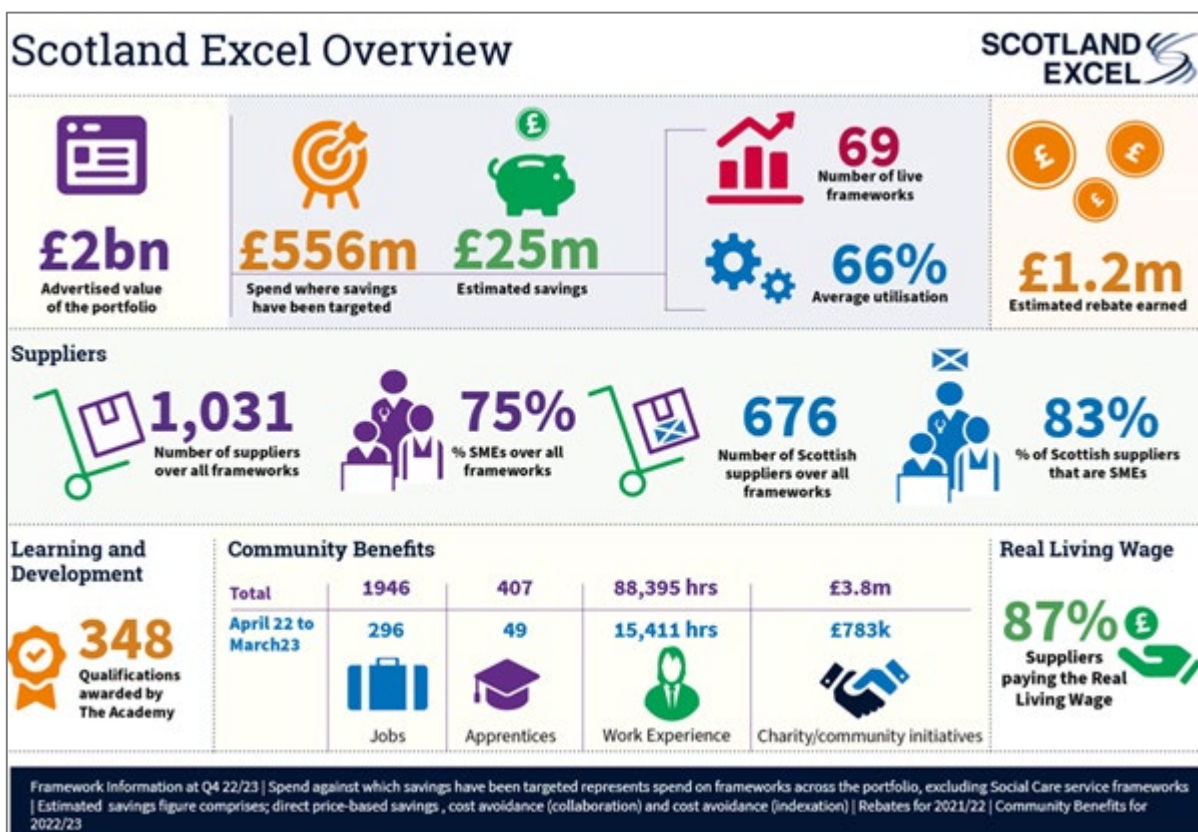 Scotland Excel Overview
SCOTLAND
EXCEL
£2bn
Advertised value
of the portfolio
£556m
Spend where savings
have been targeted
£
£25m
Estimated savings
69
Number of live
frameworks
66%
Average utilisation
£
£
£
£1.2m
Estimated rebate earned
Suppliers
1,031
Number of suppliers
over all frameworks
75%
% SMEs over all
frameworks
676
Number of Scottish
suppliers over all
frameworks
83%
% of Scottish suppliers
that are SMEs
Learning and
Development
348
Qualifications
awarded by
The Academy
Community Benefits
Total 1946 407 88,395 hrs £3.8m
April 22 to
March23 296 49 15,411 hrs £783k
Jobs Apprentices Work Experience Charity/community initiatives
Real Living Wage
87%
£
Suppliers
paying the Real
Living Wage
Framework Information at Q4 22/23 | Spend against which savings have been targeted represents spend on frameworks across the portfolio, excluding Social Care service frameworks
| Estimated savings figure comprises; direct price-based savings , cost avoidance (collaboration) and cost avoidance (indexation) | Rebates for 2021/22 | Community Benefits for
2022/23